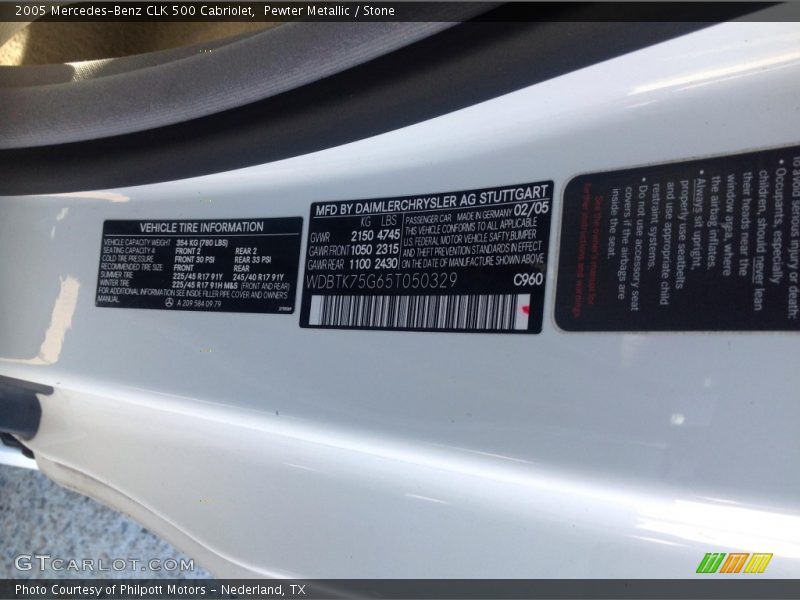 2005 Mercedes-Benz CLK 500 Cabriolet, Pewter Metallic / Stone
VEHICLE TIRE INFORMATION
VEHICLE CAPACITY WEIGHT 354 KG (780 LBS)
SEATING CAPACITY 4 FRONT 2 REAR 2
COLD TIRE PRESSURE FRONT 30 PSI REAR 33 PSI
RECOMMENDED TIRE SIZE FRONT REAR
SUMMER TIRE 225/45 R17 91Y 245/40 R17 91Y
WINTER TIRE 225/45 R17 91H M&S (FRONT AND REAR)
FOR ADDITIONAL INFORMATION SEE INSIDE FILLER PIPE COVER AND OWNERS
MANUAL. A 209 584 09 79
MFD BY DAIMLERCHRYSLER AG STUTTGART
KG LBS PASSENGER CAR MADE IN GERMANY 02/05
GVWR 2150 4745 THIS VEHICLE CONFORMS TO ALL APPLICABLE
GAWR FRONT 1050 2315 U.S. FEDERAL MOTOR VEHICLE SAFETY, BUMPER
GAWR REAR 1100 2430 AND THEFT PREVENTION STANDARDS IN EFFECT
ON THE DATE OF MANUFACTURE SHOWN ABOVE
WDBTK75G65T050329 C960
to avoid serious injury or death:
• Occupants, especially
children, should never lean
their heads near the
window area, where
the airbag inflates.
• Always sit upright,
properly use seatbelts
and use appropriate child
restraint systems.
• Do not use accessory seat
covers if the airbags are
inside the seat.
See the owner's manual for
further instructions and warnings.
GTCARLOT.COM
Photo Courtesy of Philpott Motors - Nederland, TX